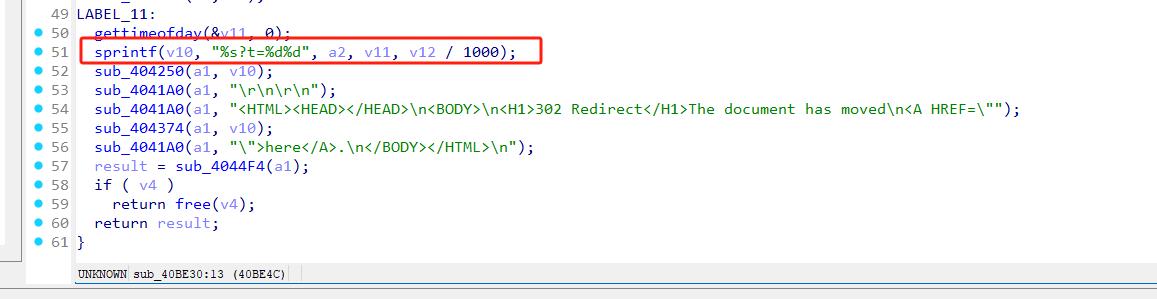 49 LABEL_11:
50 gettimeofday(&v11, 0);
51 sprintf(v10, "%s?t=%d%d", a2, v11, v12 / 1000);
52 sub_404250(a1, v10);
53 sub_4041A0(a1, "\r\n\r\n");
54 sub_4041A0(a1, "<HTML><HEAD></HEAD>\n<BODY>\n<H1>302 Redirect</H1>The document has moved\n<A HREF=\"");
55 sub_404374(a1, v10);
56 sub_4041A0(a1, "\">here</A>.\n</BODY></HTML>\n");
57 result = sub_4044F4(a1);
58 if ( v4 )
59 return free(v4);
60 return result;
61 }
UNKNOWN sub_40BE30:13 (40BE4C)